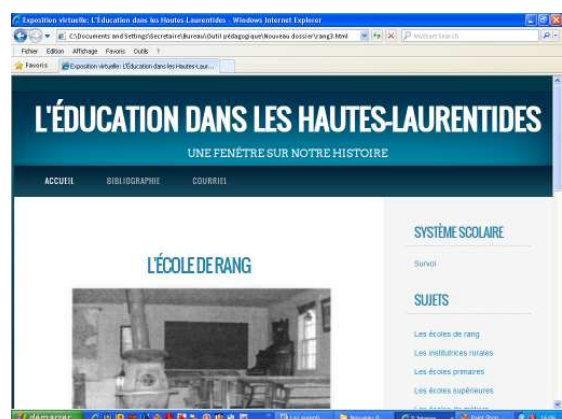 Exposition virtuelle: L'Éducation dans les Hautes-Laurentides - Windows Internet Explorer
C:\Documents and Settings\Secretaire\Bureau\Outil pédagogique\Nouveau dossier\rang3.html
Fichier Edition Affichage Favoris Outils ?
Favoris Exposition virtuelle: L'Éducation dans les Hautes-Laur...
L'ÉDUCATION DANS LES HAUTES-LAURENTIDES
UNE FENÊTRE SUR NOTRE HISTOIRE
ACCUEIL BIBLIOGRAPHIE COURRIEL
L'ÉCOLE DE RANG
SYSTÈME SCOLAIRE
Survol
SUJETS
Les écoles de rang
Les institutrices rurales
Les écoles primaires
Les écoles supérieures
démarrer